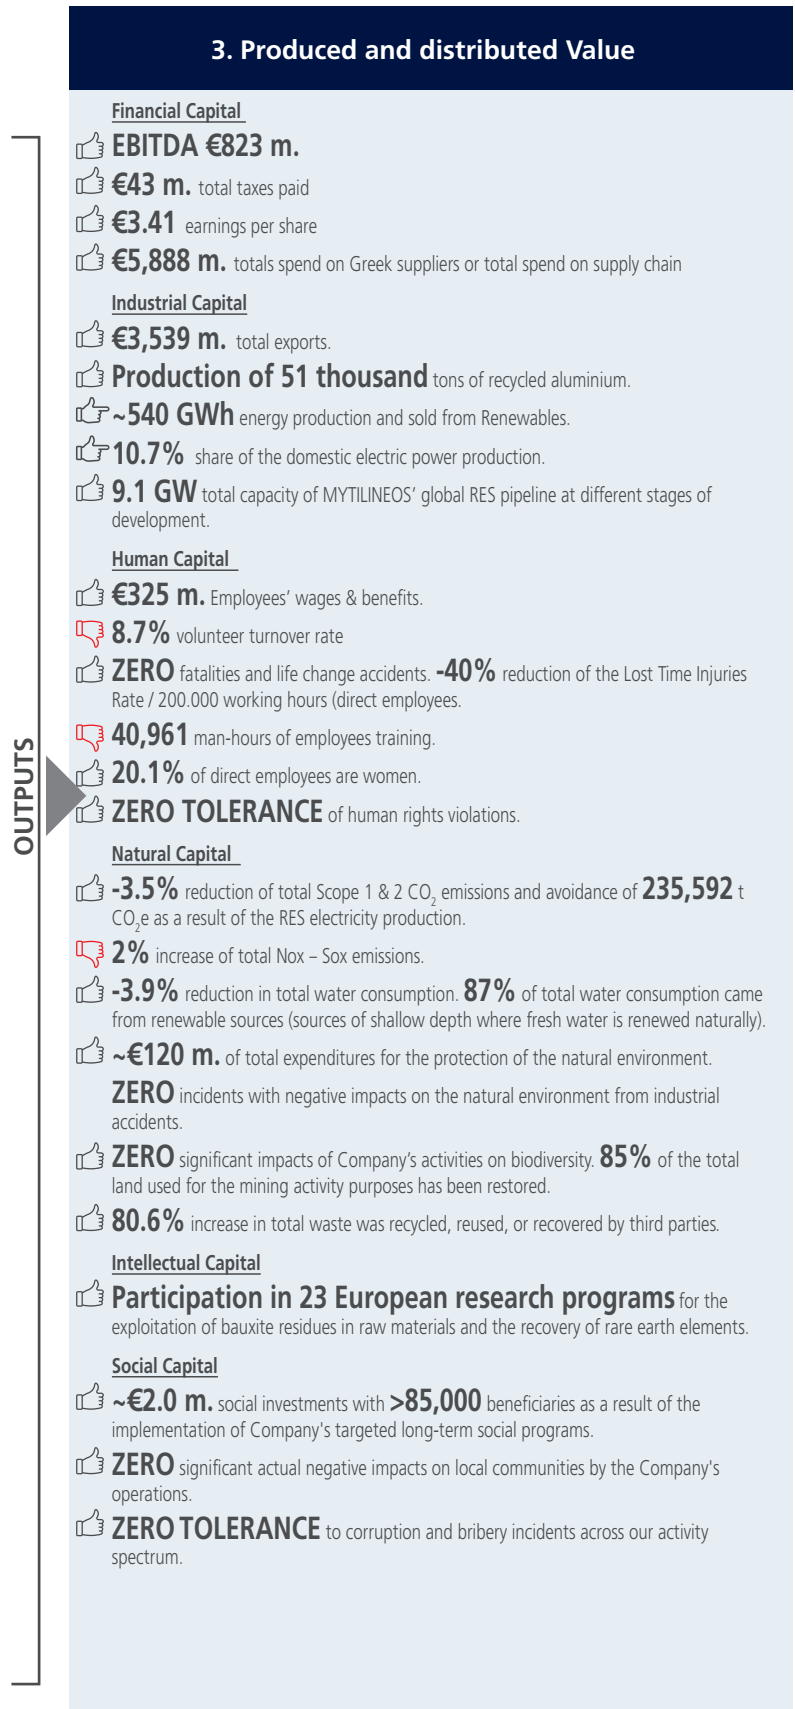 3. Produced and distributed Value
Financial Capital
EBITDA €823 m.
€43 m. total taxes paid
€3.41 earnings per share
€5,888 m. totals spend on Greek suppliers or total spend on supply chain
Industrial Capital
€3,539 m. total exports.
Production of 51 thousand tons of recycled aluminium.
~540 GWh energy production and sold from Renewables.
10.7% share of the domestic electric power production.
9.1 GW total capacity of MYTILINEOS’ global RES pipeline at different stages of
development.
Human Capital
€325 m. Employees’ wages & benefits.
8.7% volunteer turnover rate
ZERO fatalities and life change accidents. -40% reduction of the Lost Time Injuries
Rate / 200.000 working hours (direct employees.
40,961 man-hours of employees training.
20.1% of direct employees are women.
ZERO TOLERANCE of human rights violations.
OUTPUTS
Natural Capital
-3.5% reduction of total Scope 1 & 2 CO₂ emissions and avoidance of 235,592 t
CO₂e as a result of the RES electricity production.
2% increase of total Nox – Sox emissions.
-3.9% reduction in total water consumption. 87% of total water consumption came
from renewable sources (sources of shallow depth where fresh water is renewed naturally).
~€120 m. of total expenditures for the protection of the natural environment.
ZERO incidents with negative impacts on the natural environment from industrial
accidents.
ZERO significant impacts of Company’s activities on biodiversity. 85% of the total
land used for the mining activity purposes has been restored.
80.6% increase in total waste was recycled, reused, or recovered by third parties.
Intellectual Capital
Participation in 23 European research programs for the
exploitation of bauxite residues in raw materials and the recovery of rare earth elements.
Social Capital
~€2.0 m. social investments with >85,000 beneficiaries as a result of the
implementation of Company's targeted long-term social programs.
ZERO significant actual negative impacts on local communities by the Company's
operations.
ZERO TOLERANCE to corruption and bribery incidents across our activity
spectrum.